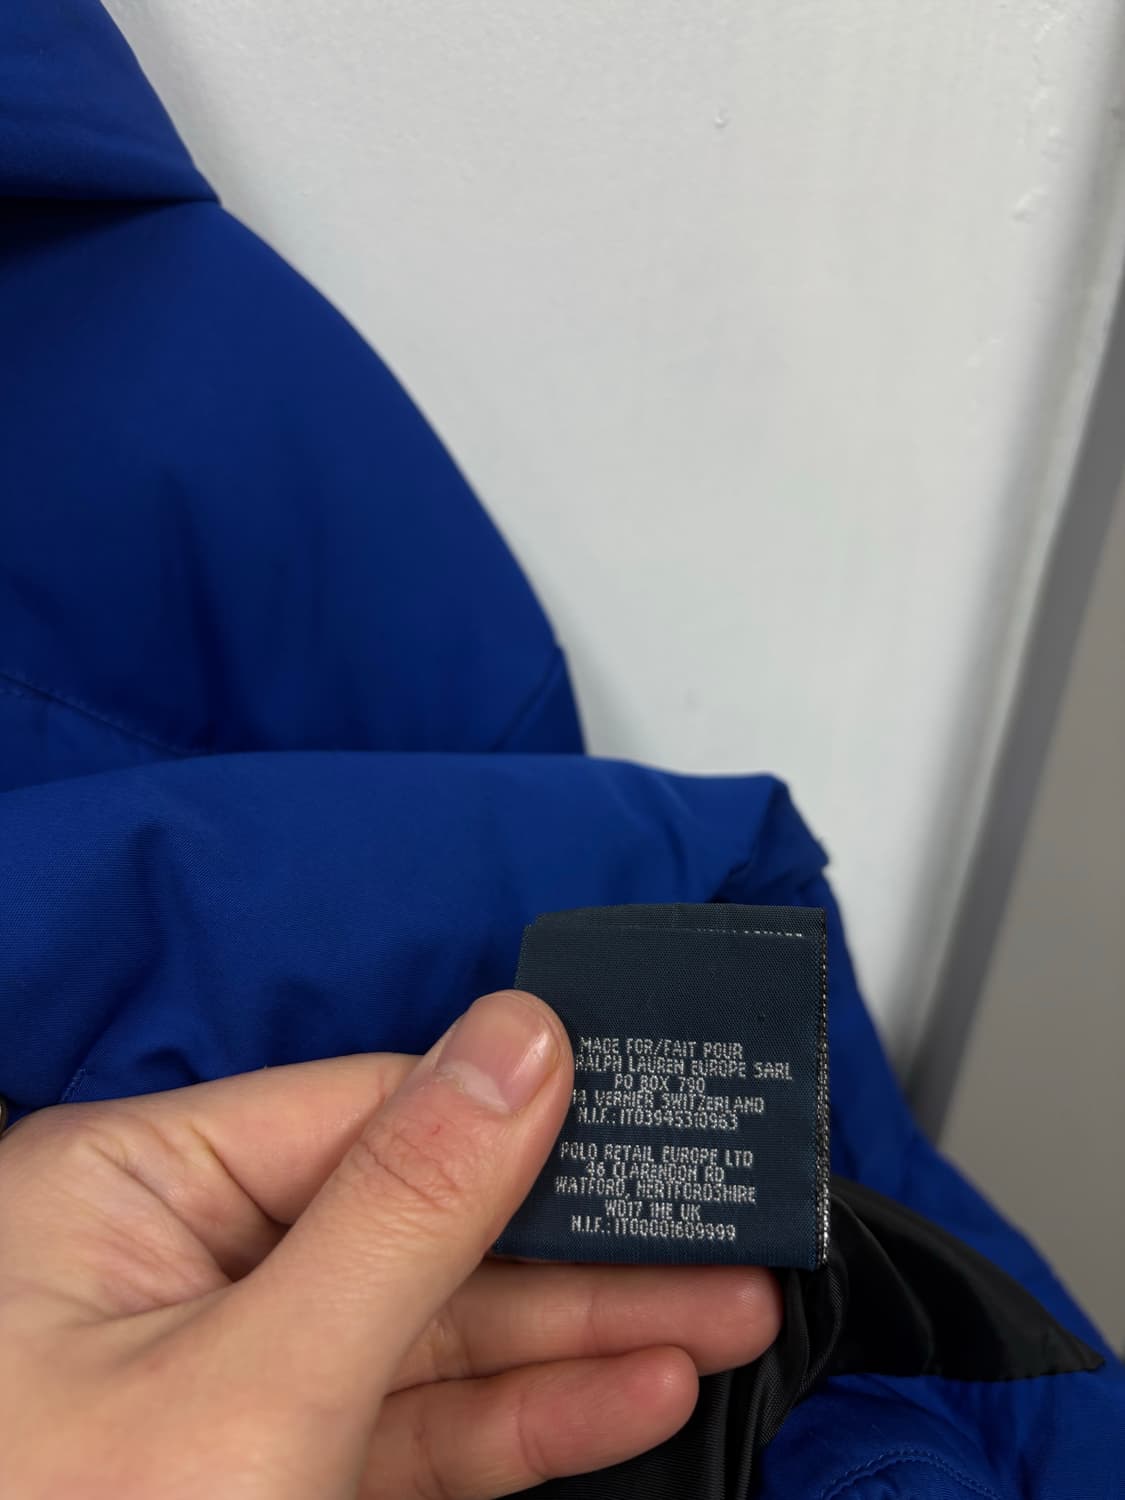 MADE FOR/FAIT POUR
RALPH LAUREN EUROPE SARL
PO BOX 790
VERNIER SWITZERLAND
N.I.F.: IT03945510963
POLO RETAIL EUROPE LTD
46 CLARENDON RD
WATFORD, HERTFORDSHIRE
WD17 1HE UK
N.I.F.: IT00001609999